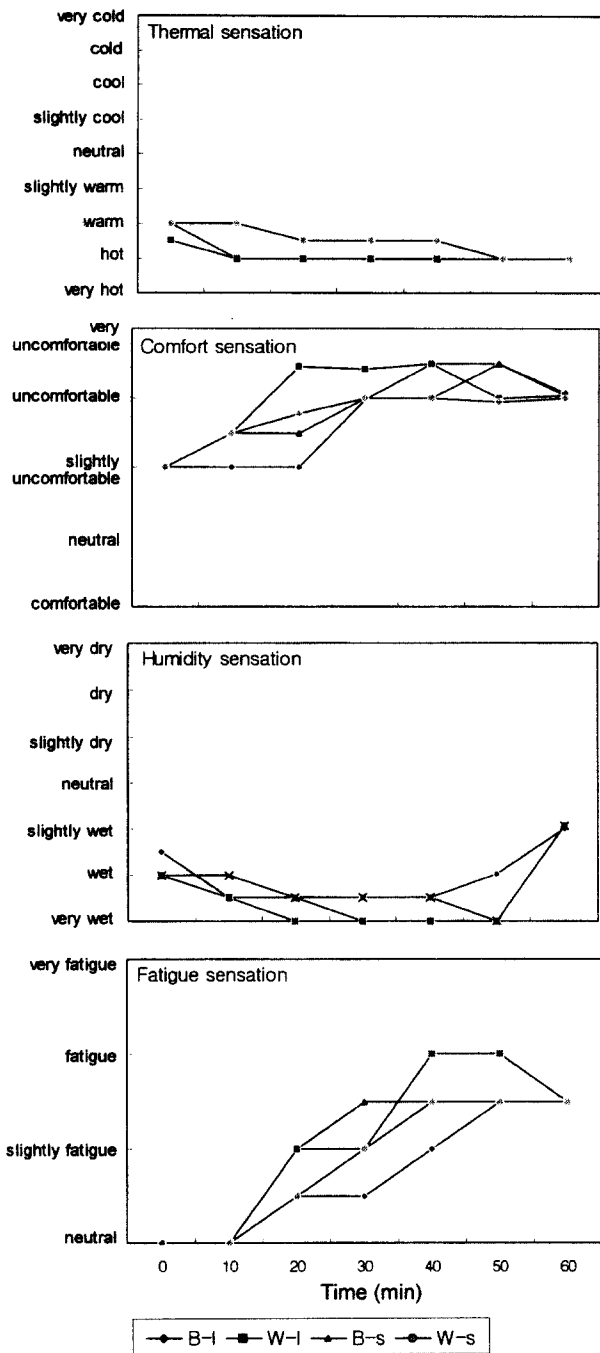 very cold
Thermal sensation
cold
cool
slightly cool
neutral
slightly warm
warm
hot
very hot
very
uncomfortable
Comfort sensation
uncomfortable
slightly
uncomfortable
neutral
comfortable
very dry
Humidity sensation
dry
slightly dry
neutral
slightly wet
wet
very wet
very fatigue
Fatigue sensation
fatigue
slightly fatigue
neutral
0 10 20 30 40 50 60
Time (min)
B-l W-l B-s W-s